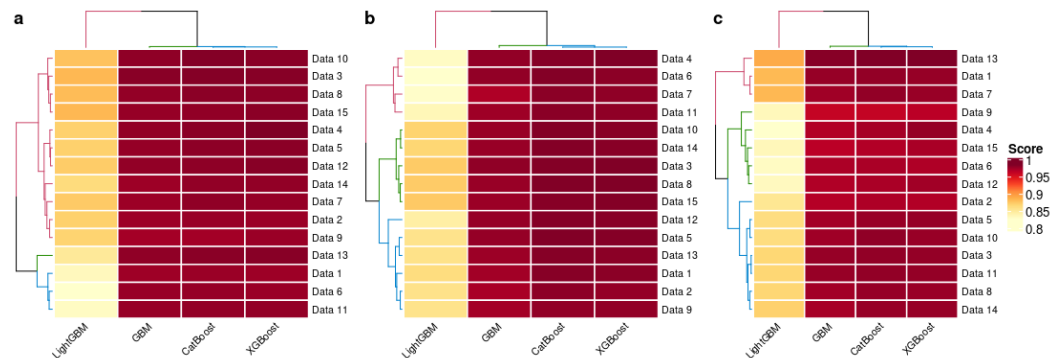 a
Data 10
Data 3
Data 8
Data 15
Data 4
Data 5
Data 12
Data 14
Data 7
Data 2
Data 9
Data 13
Data 1
Data 6
Data 11
LightGBM
GBM
CatBoost
XGBoost
b
Data 4
Data 6
Data 7
Data 11
Data 10
Data 14
Data 3
Data 8
Data 15
Data 12
Data 5
Data 13
Data 1
Data 2
Data 9
LightGBM
GBM
CatBoost
XGBoost
c
Data 13
Data 1
Data 7
Data 9
Data 4
Data 15
Data 6
Data 12
Data 2
Data 5
Data 10
Data 3
Data 11
Data 8
Data 14
LightGBM
GBM
CatBoost
XGBoost
Score
1
0.95
0.9
0.85
0.8